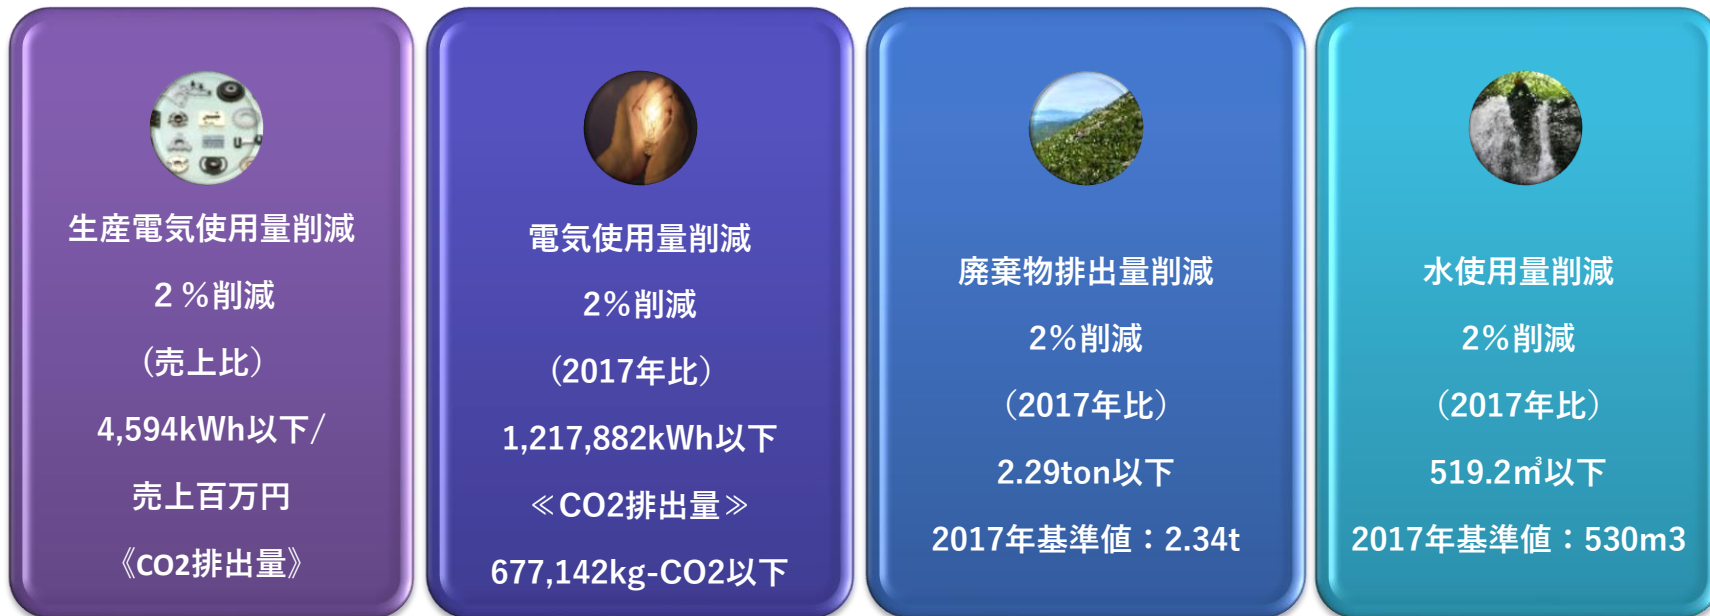 生産電気使用量削減
２％削減
(売上比）
4,594kWh以下/
売上百万円
《CO2排出量》
電気使用量削減
2％削減
(2017年比）
1,217,882kWh以下
≪CO2排出量≫
677,142kg-CO2以下
廃棄物排出量削減
2％削減
（2017年比）
2.29ton以下
2017年基準値：2.34t
水使用量削減
2％削減
（2017年比）
519.2㎥以下
2017年基準値：530m3